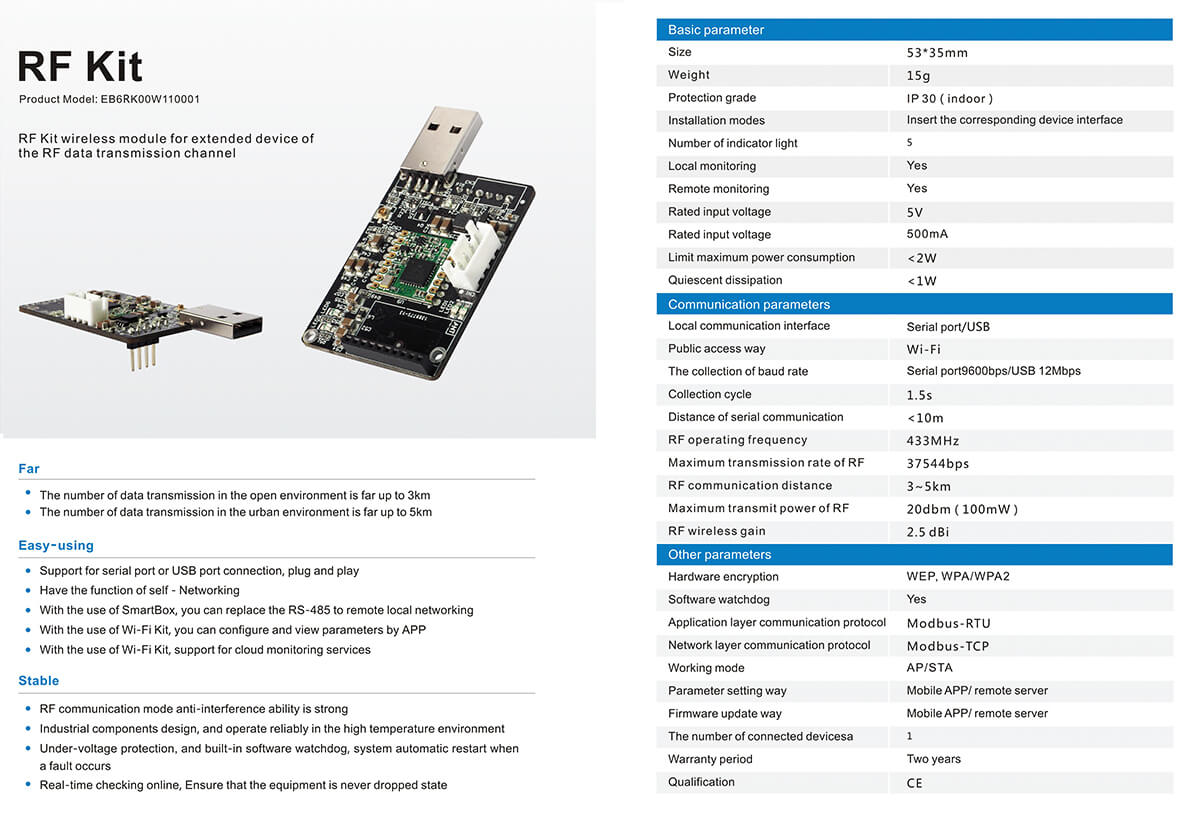 RF Kit
Product Model: EB6RK00W110001
RF Kit wireless module for extended device of
the RF data transmission channel
Far
The number of data transmission in the open environment is far up to 3km
The number of data transmission in the urban environment is far up to 5km
Easy-using
Support for serial port or USB port connection, plug and play
Have the function of self - Networking
With the use of SmartBox, you can replace the RS-485 to remote local networking
With the use of Wi-Fi Kit, you can configure and view parameters by APP
With the use of Wi-Fi Kit, support for cloud monitoring services
Stable
RF communication mode anti-interference ability is strong
Industrial components design, and operate reliably in the high temperature environment
Under-voltage protection, and built-in software watchdog, system automatic restart when
a fault occurs
Real-time checking online, Ensure that the equipment is never dropped state
Basic parameter
Size 53*35mm
Weight 15g
Protection grade IP 30 ( indoor )
Installation modes Insert the corresponding device interface
Number of indicator light 5
Local monitoring Yes
Remote monitoring Yes
Rated input voltage 5V
Rated input voltage 500mA
Limit maximum power consumption <2W
Quiescent dissipation <1W
Communication parameters
Local communication interface Serial port/USB
Public access way Wi-Fi
The collection of baud rate Serial port9600bps/USB 12Mbps
Collection cycle 1.5s
Distance of serial communication <10m
RF operating frequency 433MHz
Maximum transmission rate of RF 37544bps
RF communication distance 3~5km
Maximum transmit power of RF 20dbm ( 100mW )
RF wireless gain 2.5 dBi
Other parameters
Hardware encryption WEP, WPA/WPA2
Software watchdog Yes
Application layer communication protocol Modbus-RTU
Network layer communication protocol Modbus-TCP
Working mode AP/STA
Parameter setting way Mobile APP/ remote server
Firmware update way Mobile APP/ remote server
The number of connected devicesa 1
Warranty period Two years
Qualification CE